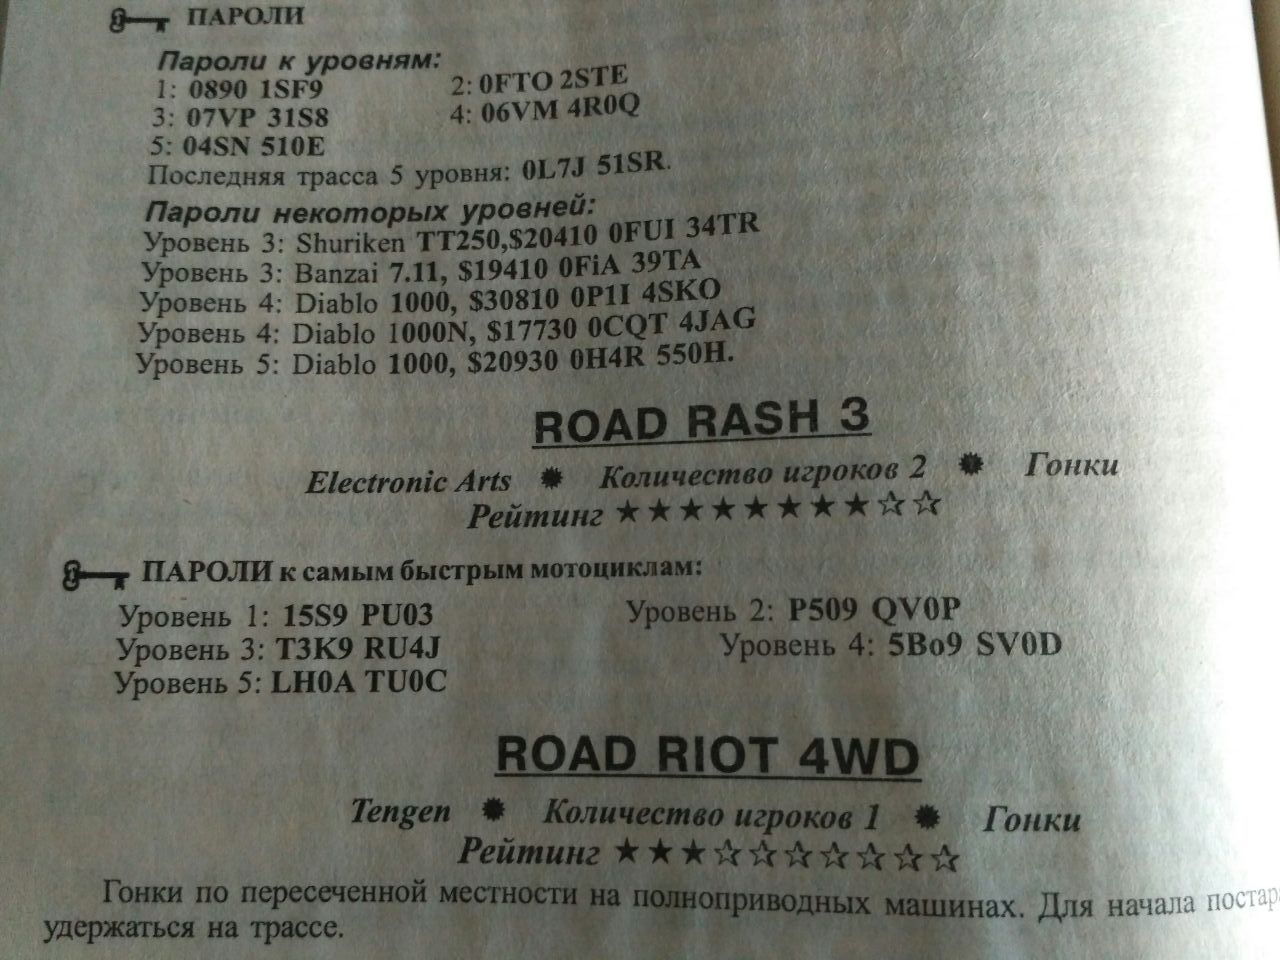 ПАРОЛИ
Пароли к уровням:
1: 0890 1SF9 2: 0FTO 2STE
3: 07VP 31S8 4: 06VM 4R0Q
5: 04SN 510E
Последняя трасса 5 уровня: 0L7J 51SR.
Пароли некоторых уровней:
Уровень 3: Shuriken TT250,$20410 0FUI 34TR
Уровень 3: Banzai 7.11, $19410 0FiA 39TA
Уровень 4: Diablo 1000, $30810 0P1I 4SKO
Уровень 4: Diablo 1000N, $17730 0CQT 4JAG
Уровень 5: Diablo 1000, $20930 0H4R 550H.
ROAD RASH 3
Electronic Arts ✹ Количество игроков 2 ✹ Гонки
Рейтинг ★★★★★★★★☆☆
ПАРОЛИ к самым быстрым мотоциклам:
Уровень 1: 15S9 PU03 Уровень 2: P509 QV0P
Уровень 3: T3K9 RU4J Уровень 4: 5Bo9 SV0D
Уровень 5: LH0A TU0C
ROAD RIOT 4WD
Tengen ✹ Количество игроков 1 ✹ Гонки
Рейтинг ★★★☆☆☆☆☆☆☆
Гонки по пересеченной местности на полноприводных машинах. Для начала постара
удержаться на трассе.